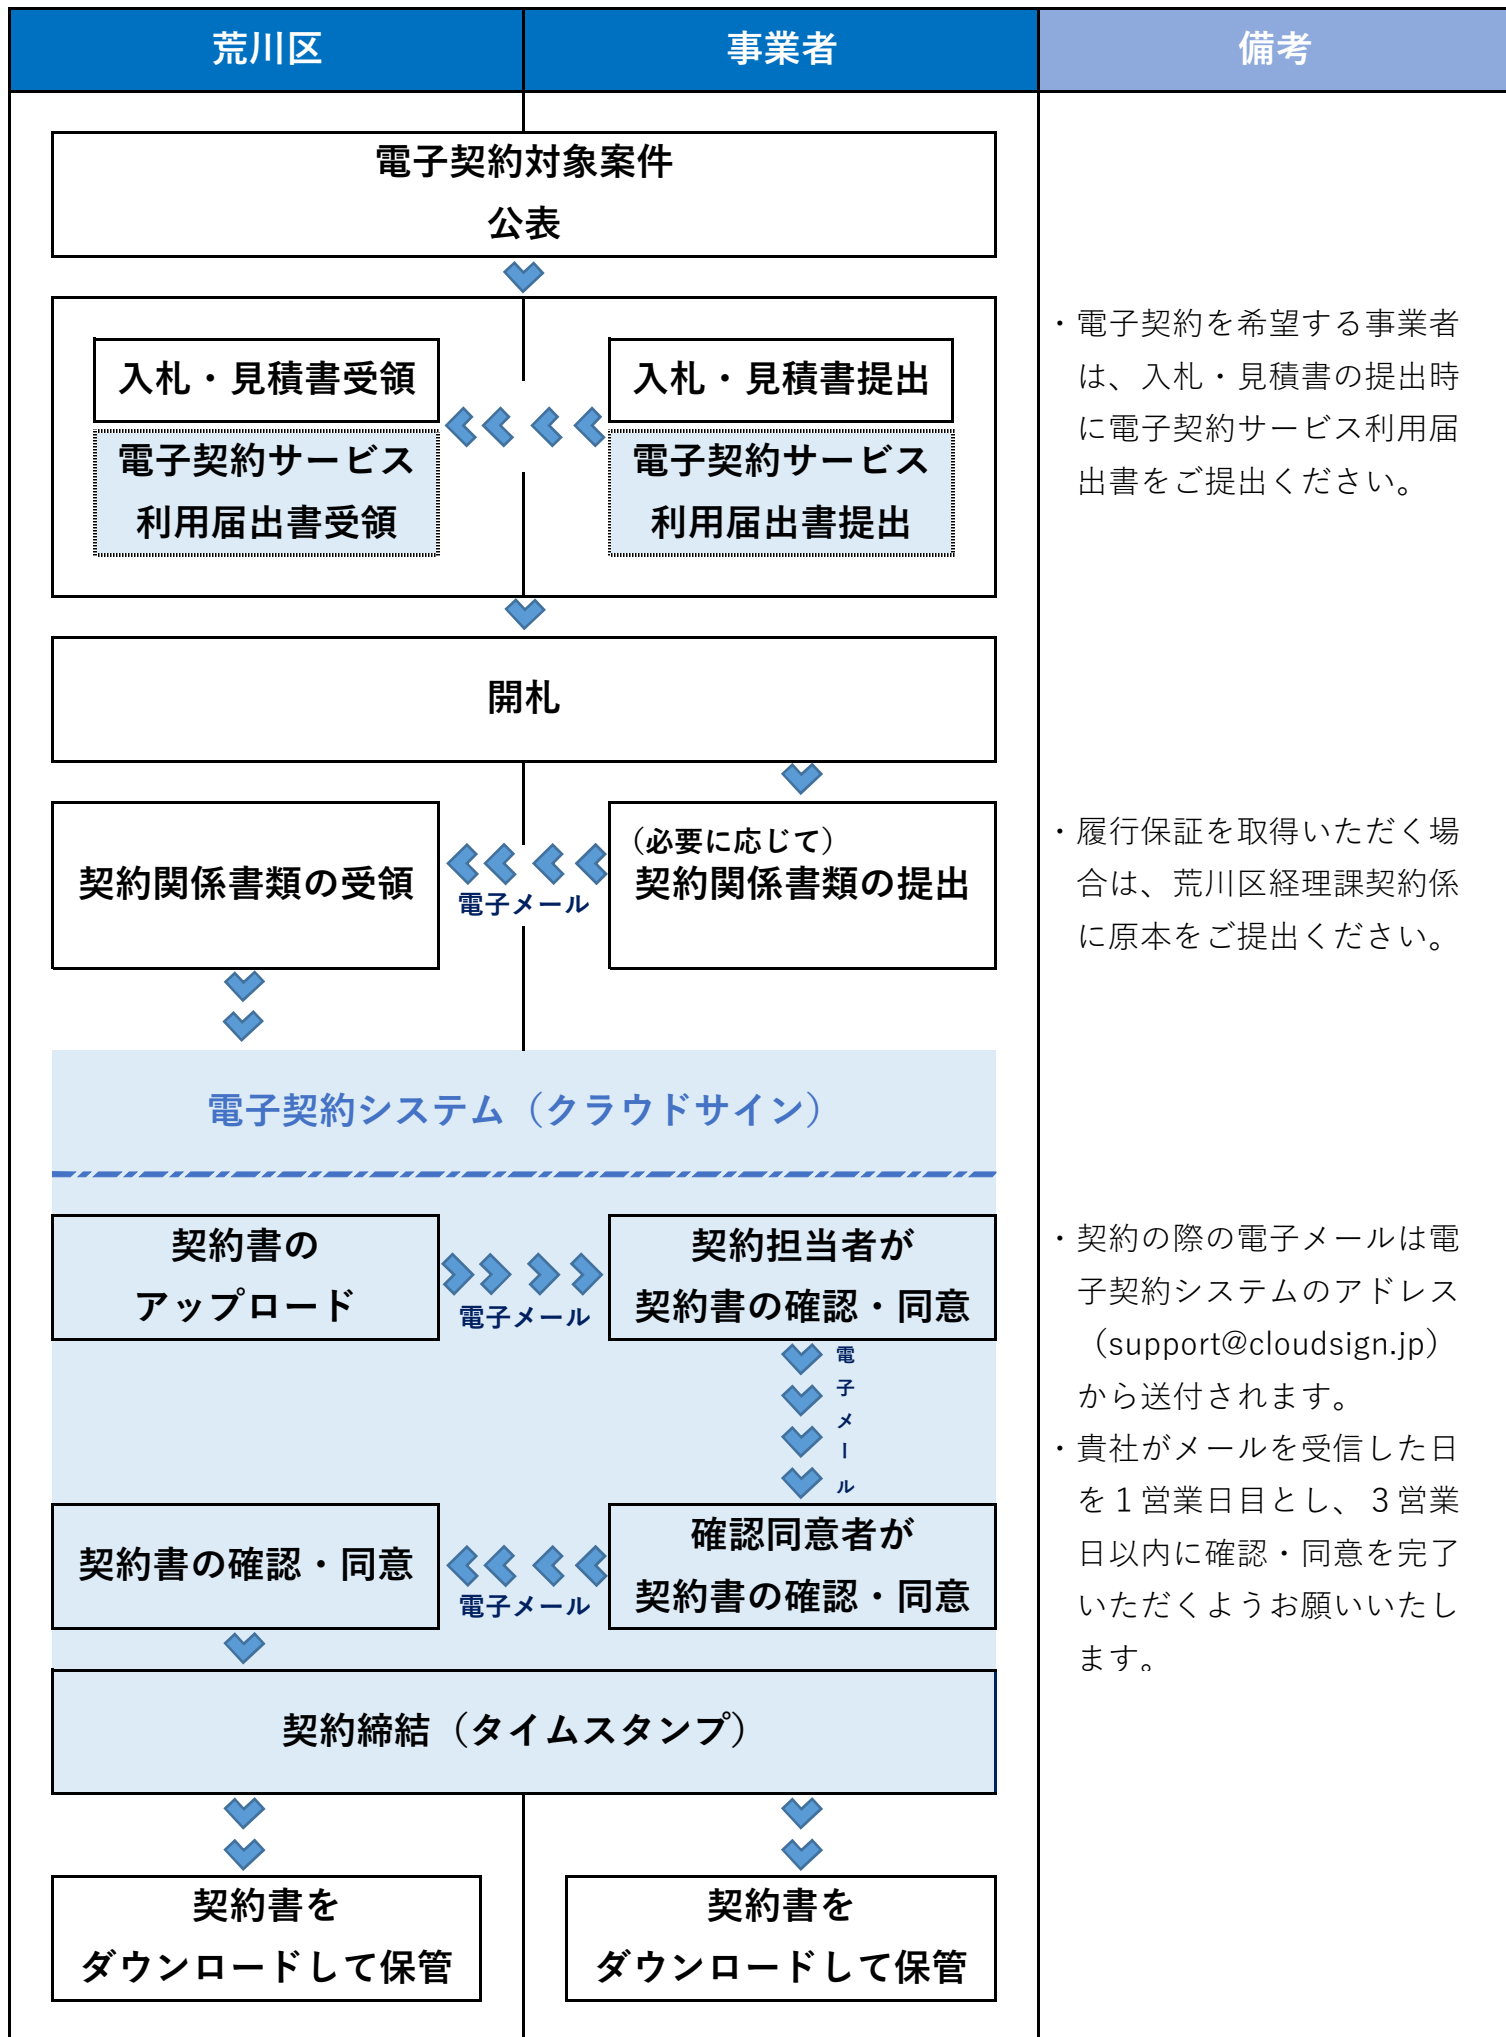 荒川区
事業者
備考
電子契約対象案件
公表
入札・見積書受領
入札・見積書提出
電子契約サービス
利用届出書受領
電子契約サービス
利用届出書提出
・電子契約を希望する事業者
は、入札・見積書の提出時
に電子契約サービス利用届
出書をご提出ください。
開札
契約関係書類の受領
電子メール
（必要に応じて）
契約関係書類の提出
・履行保証を取得いただく場
合は、荒川区経理課契約係
に原本をご提出ください。
電子契約システム（クラウドサイン）
契約書の
アップロード
電子メール
契約担当者が
契約書の確認・同意
電子メール
契約書の確認・同意
電子メール
確認同意者が
契約書の確認・同意
・契約の際の電子メールは電
子契約システムのアドレス
（support@cloudsign.jp）
から送付されます。
・貴社がメールを受信した日
を１営業日目とし、３営業
日以内に確認・同意を完了
いただくようお願いいたし
ます。
契約締結（タイムスタンプ）
契約書を
ダウンロードして保管
契約書を
ダウンロードして保管